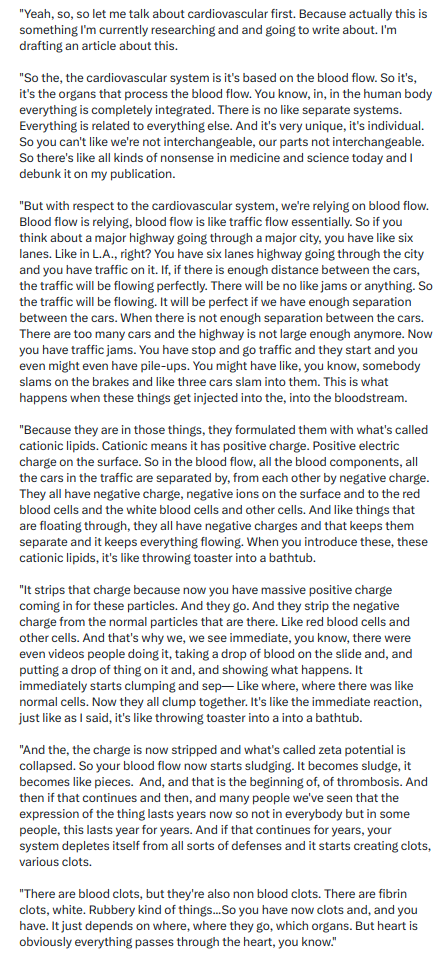 "Yeah, so, so let me talk about cardiovascular first. Because actually this is
something I'm currently researching and and going to write about. I'm
drafting an article about this.
"So the, the cardiovascular system is it's based on the blood flow. So it's,
it's the organs that process the blood flow. You know, in, in the human body
everything is completely integrated. There is no like separate systems.
Everything is related to everything else. And it's very unique, it's individual.
So you can't like we're not interchangeable, our parts not interchangeable.
So there's like all kinds of nonsense in medicine and science today and I
debunk it on my publication.
"But with respect to the cardiovascular system, we're relying on blood flow.
Blood flow is relying, blood flow is like traffic flow essentially. So if you
think about a major highway going through a major city, you have like six
lanes. Like in L.A., right? You have six lanes highway going through the city
and you have traffic on it. If, if there is enough distance between the cars,
the traffic will be flowing perfectly. There will be no like jams or anything. So
the traffic will be flowing. It will be perfect if we have enough separation
between the cars. When there is not enough separation between the cars.
There are too many cars and the highway is not large enough anymore. Now
you have traffic jams. You have stop and go traffic and they start and you
even might even have pile-ups. You might have like, you know, somebody
slams on the brakes and like three cars slam into them. This is what
happens when these things get injected into the, into the bloodstream.
"Because they are in those things, they formulated them with what's called
cationic lipids. Cationic means it has positive charge. Positive electric
charge on the surface. So in the blood flow, all the blood components, all
the cars in the traffic are separated by, from each other by negative charge.
They all have negative charge, negative ions on the surface and to the red
blood cells and the white blood cells and other cells. And like things that
are floating through, they all have negative charges and that keeps them
separate and it keeps everything flowing. When you introduce these, these
cationic lipids, it's like throwing toaster into a bathtub.
"It strips that charge because now you have massive positive charge
coming in for these particles. And they go. And they strip the negative
charge from the normal particles that are there. Like red blood cells and
other cells. And that's why we, we see immediate, you know, there were
even videos people doing it, taking a drop of blood on the slide and, and
putting a drop of thing on it and, and showing what happens. It
immediately starts clumping and sep— Like where, where there was like
normal cells. Now they all clump together. It's like the immediate reaction,
just like as I said, it's like throwing toaster into a into a bathtub.
"And the, the charge is now stripped and what's called zeta potential is
collapsed. So your blood flow now starts sludging. It becomes sludge, it
becomes like pieces.  And, and that is the beginning of, of thrombosis. And
then if that continues and then, and many people we've seen that the
expression of the thing lasts years now so not in everybody but in some
people, this lasts year for years. And if that continues for years, your
system depletes itself from all sorts of defenses and it starts creating clots,
various clots.
"There are blood clots, but they're also non blood clots. There are fibrin
clots, white. Rubbery kind of things...So you have now clots and, and you
have. It just depends on where, where they go, which organs. But heart is
obviously everything passes through the heart, you know."